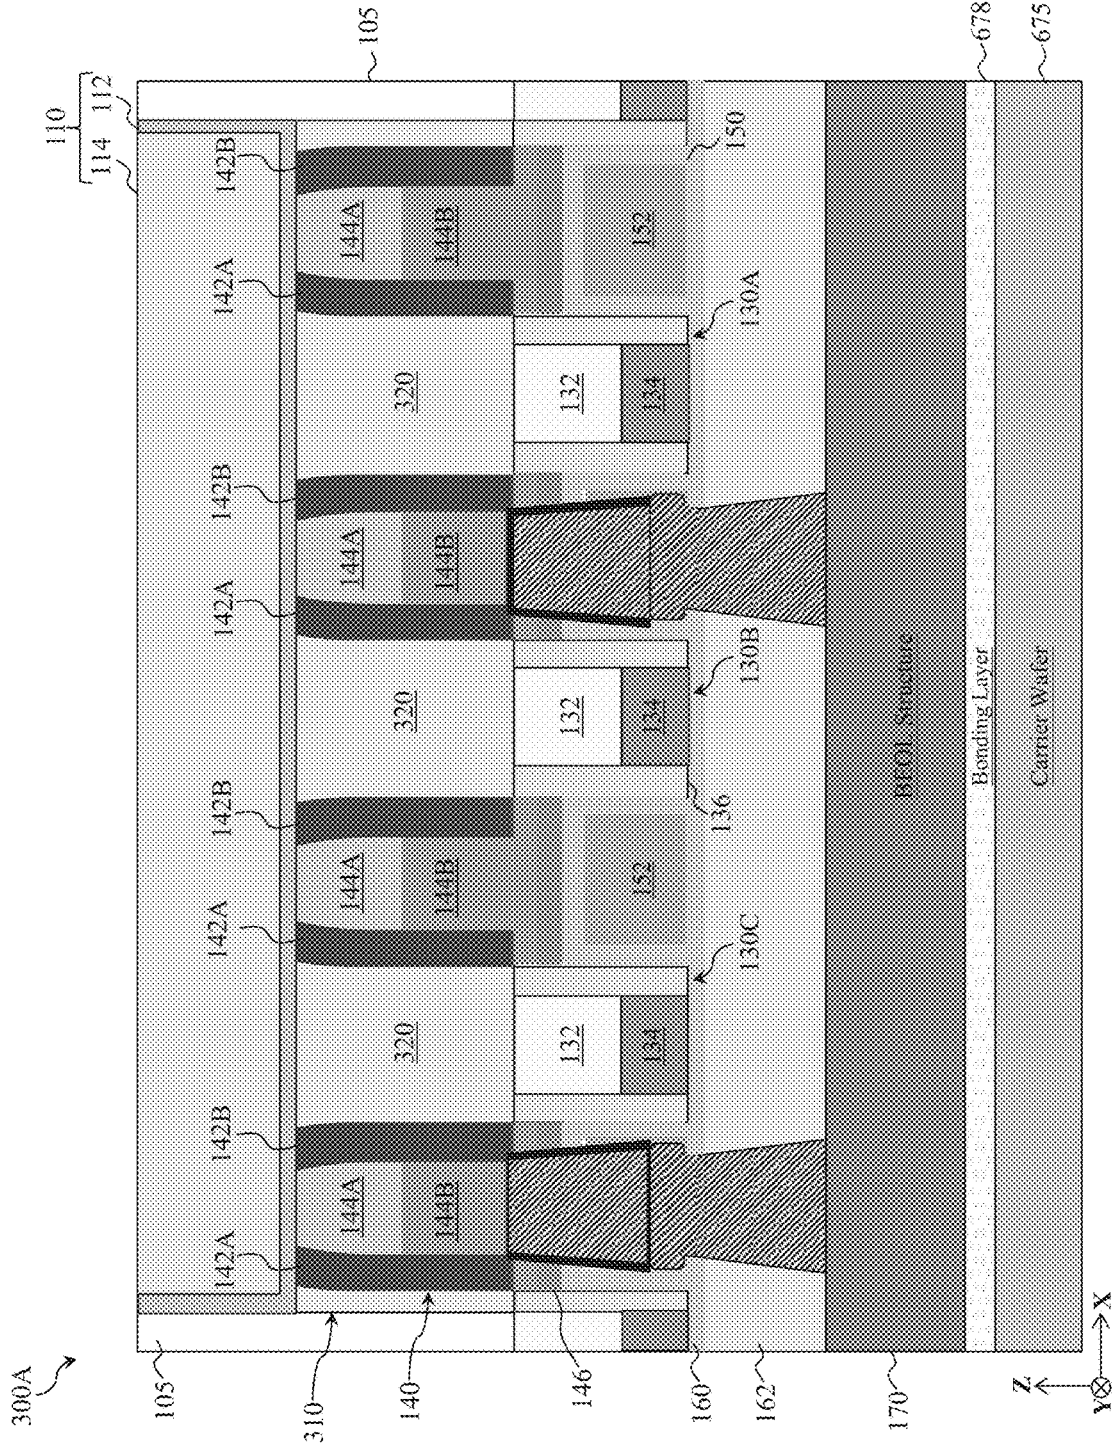 300A
110
114 112
105
142A 142B 142A 142B 142A 142B 142A 142B
310
144A 144A 144A 144A
105
140 320 320 320
144B 144B 144B 144B
146 132 132 132
134 152 134 134 152
160 136 150
130C 130B 130A
162
170 BEOL Structure
Bonding Layer 678
Carrier Wafer 675
Z
Y X